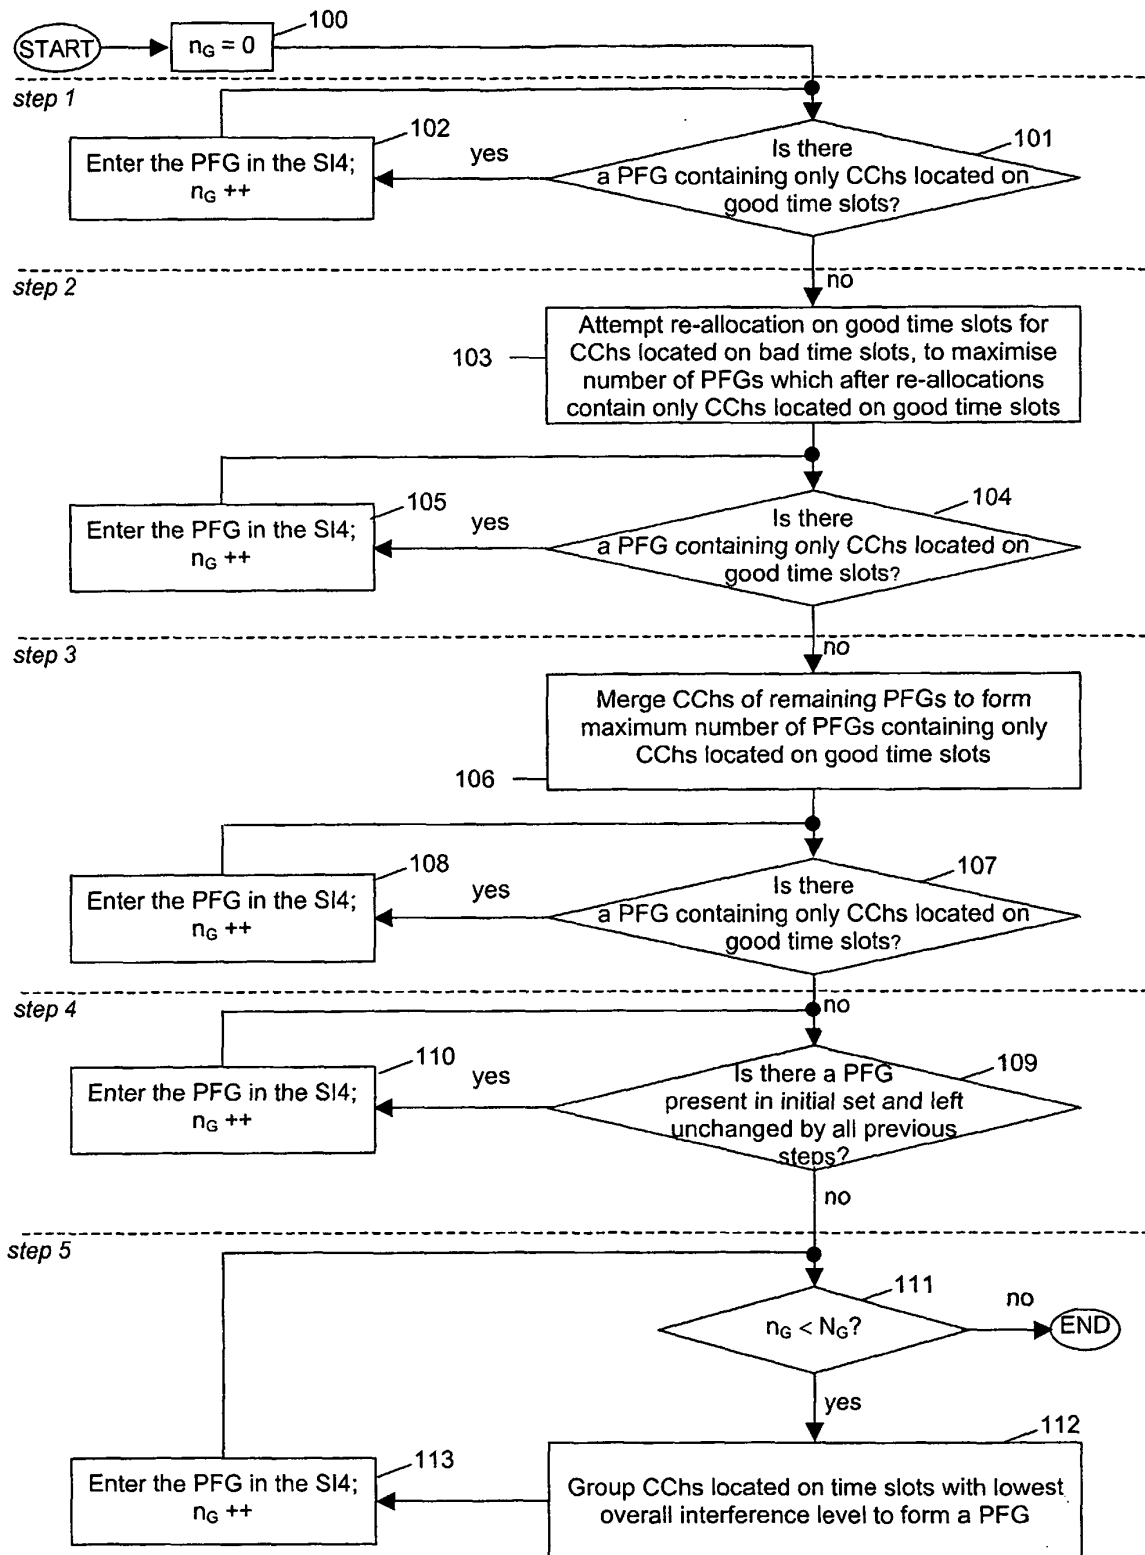 START
n_G = 0
100
step 1
102
Enter the PFG in the SI4;
n_G ++
yes
101
Is there
a PFG containing only CChs located on
good time slots?
no
step 2
103
Attempt re-allocation on good time slots for
CChs located on bad time slots, to maximise
number of PFGs which after re-allocations
contain only CChs located on good time slots
105
Enter the PFG in the SI4;
n_G ++
yes
104
Is there
a PFG containing only CChs located on
good time slots?
no
step 3
Merge CChs of remaining PFGs to form
maximum number of PFGs containing only
CChs located on good time slots
106
108
Enter the PFG in the SI4;
n_G ++
yes
107
Is there
a PFG containing only CChs located on
good time slots?
no
step 4
110
Enter the PFG in the SI4;
n_G ++
yes
109
Is there a PFG
present in initial set and left
unchanged by all previous
steps?
no
step 5
111
n_G < N_G?
no
END
yes
112
Group CChs located on time slots with lowest
overall interference level to form a PFG
113
Enter the PFG in the SI4;
n_G ++